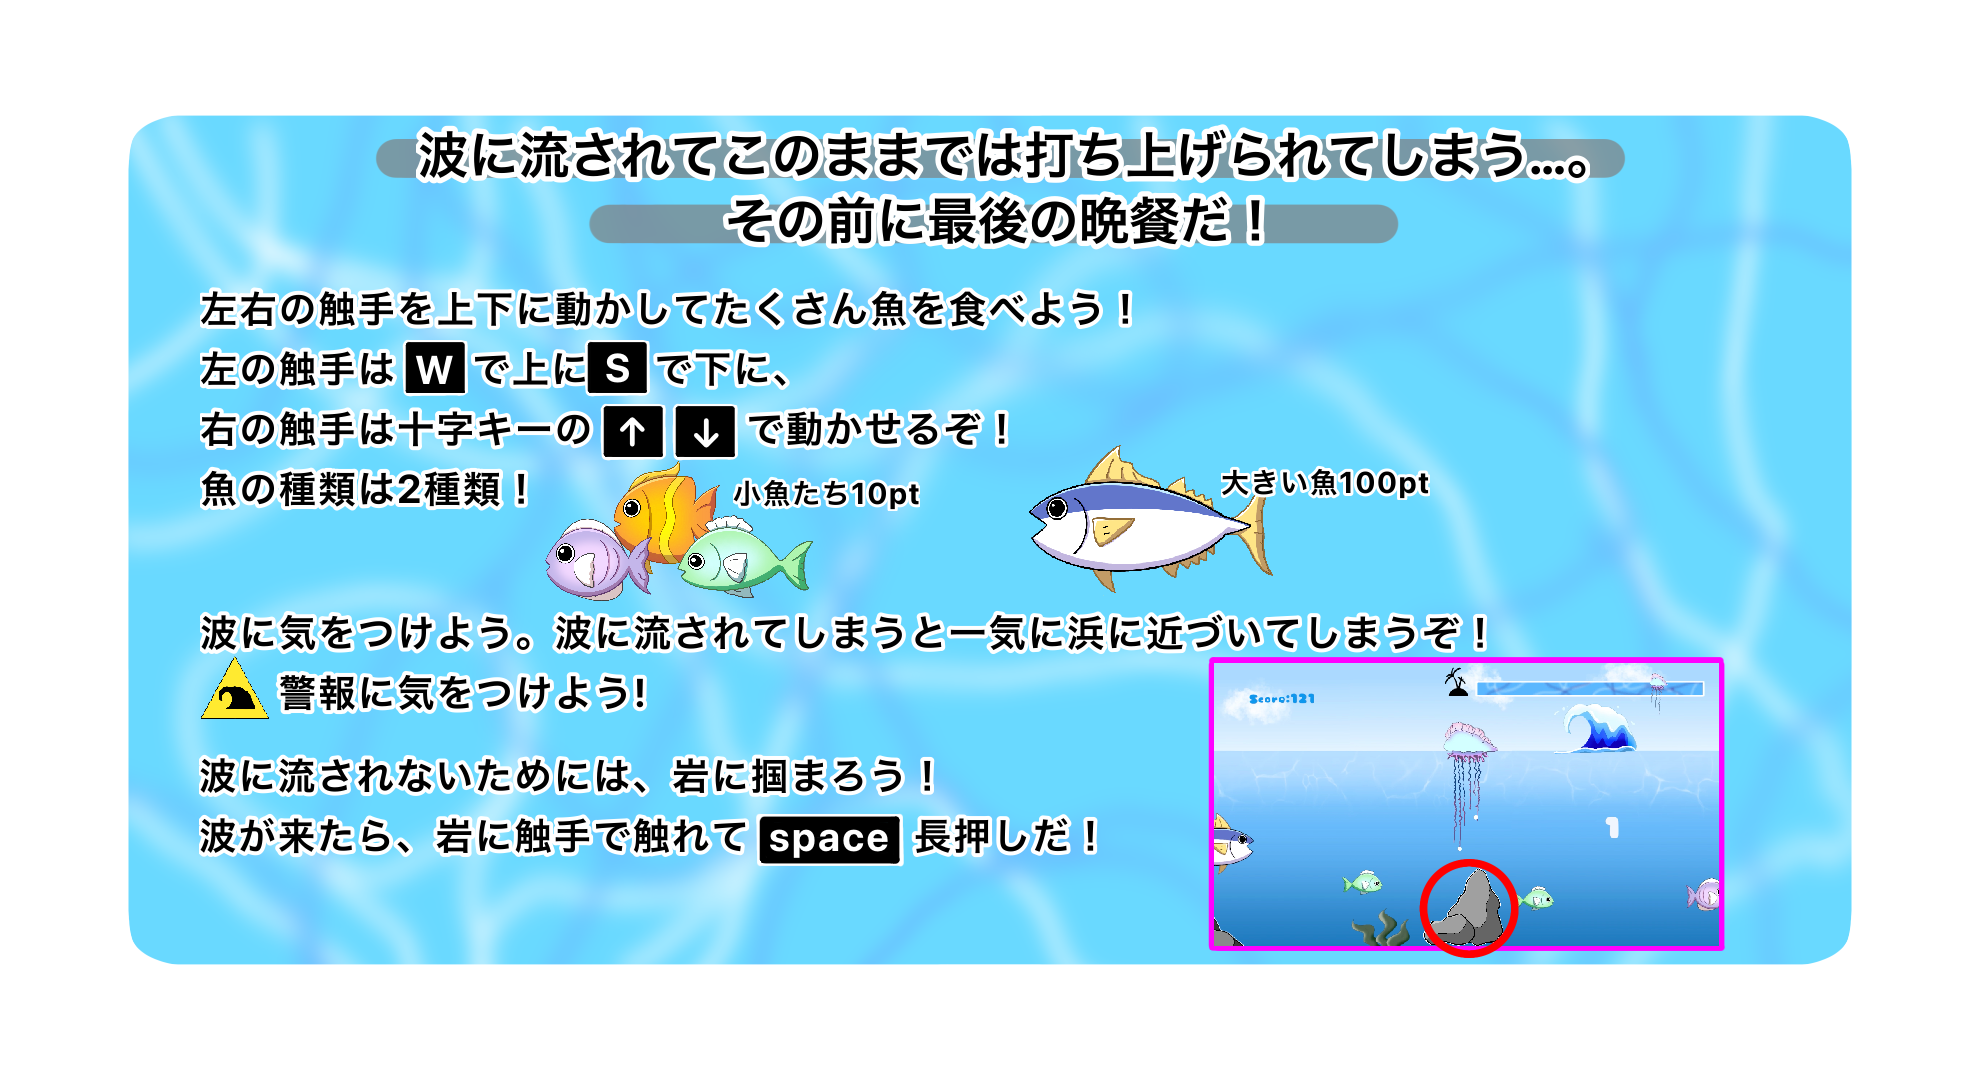 波に流されてこのままでは打ち上げられてしまう...。
その前に最後の晩餐だ！
左右の触手を上下に動かしてたくさん魚を食べよう！
左の触手は W で上に S で下に、
右の触手は十字キーの ↑ ↓ で動かせるぞ！
魚の種類は2種類！
小魚たち10pt
大きい魚100pt
波に気をつけよう。波に流されてしまうと一気に浜に近づいてしまうぞ！
警報に気をつけよう!
波に流されないためには、岩に掴まろう！
波が来たら、岩に触手で触れて space 長押しだ！
Score:121
1